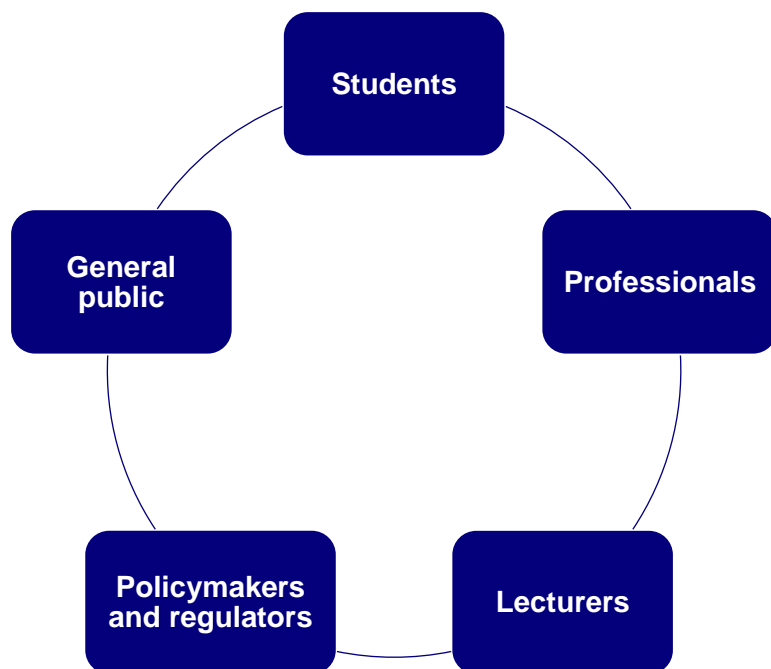 Students
Professionals
Lecturers
Policymakers
and regulators
General
public